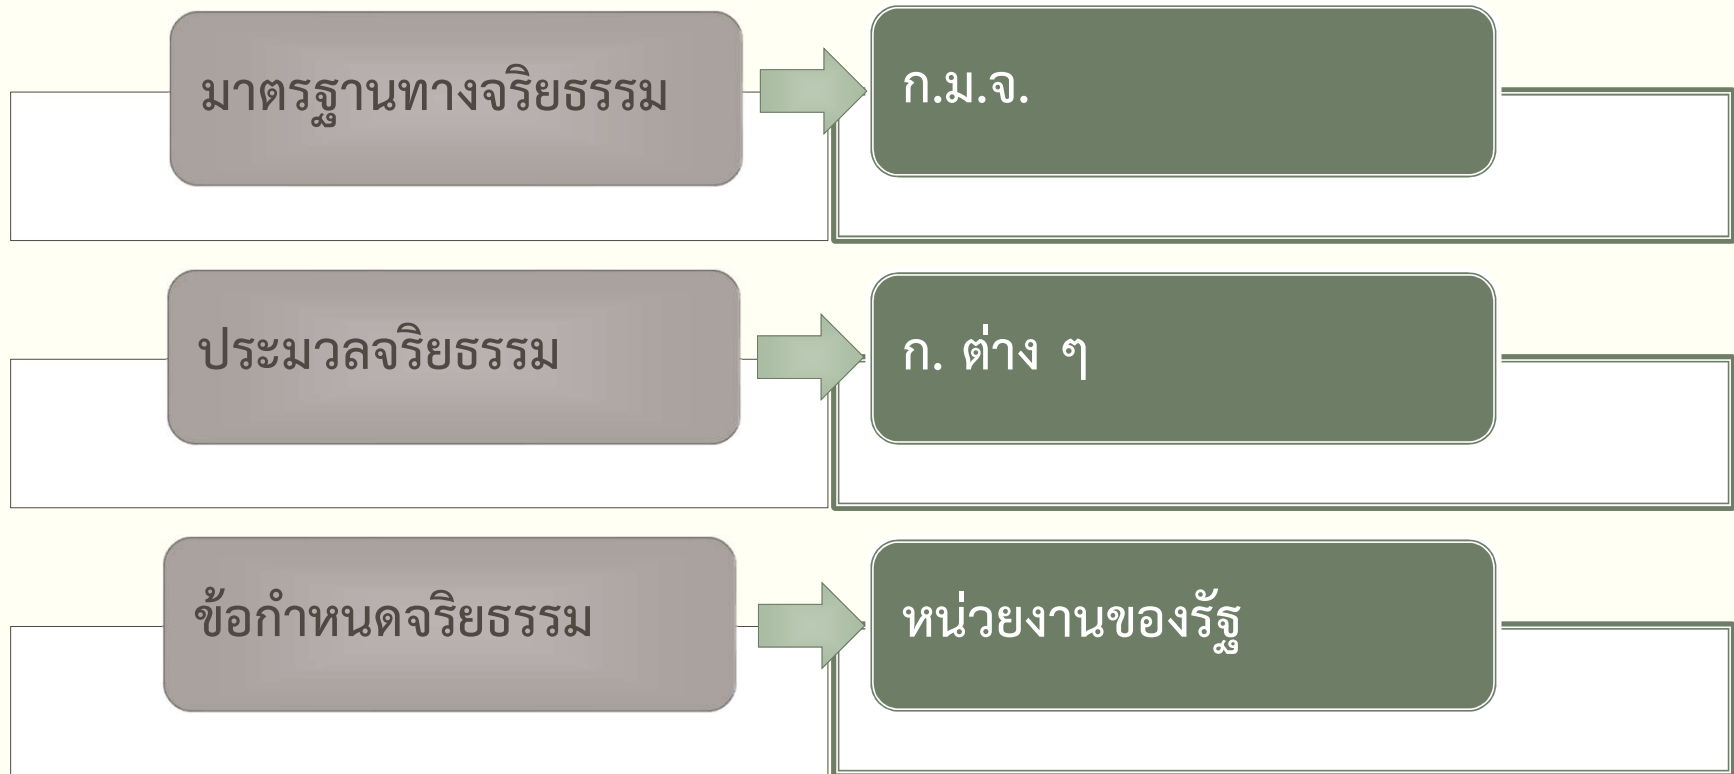 มาตรฐานทางจริยธรรม
ก.ม.จ.
ประมวลจริยธรรม
ก. ต่าง ๆ
ข้อกำหนดจริยธรรม
หน่วยงานของรัฐ